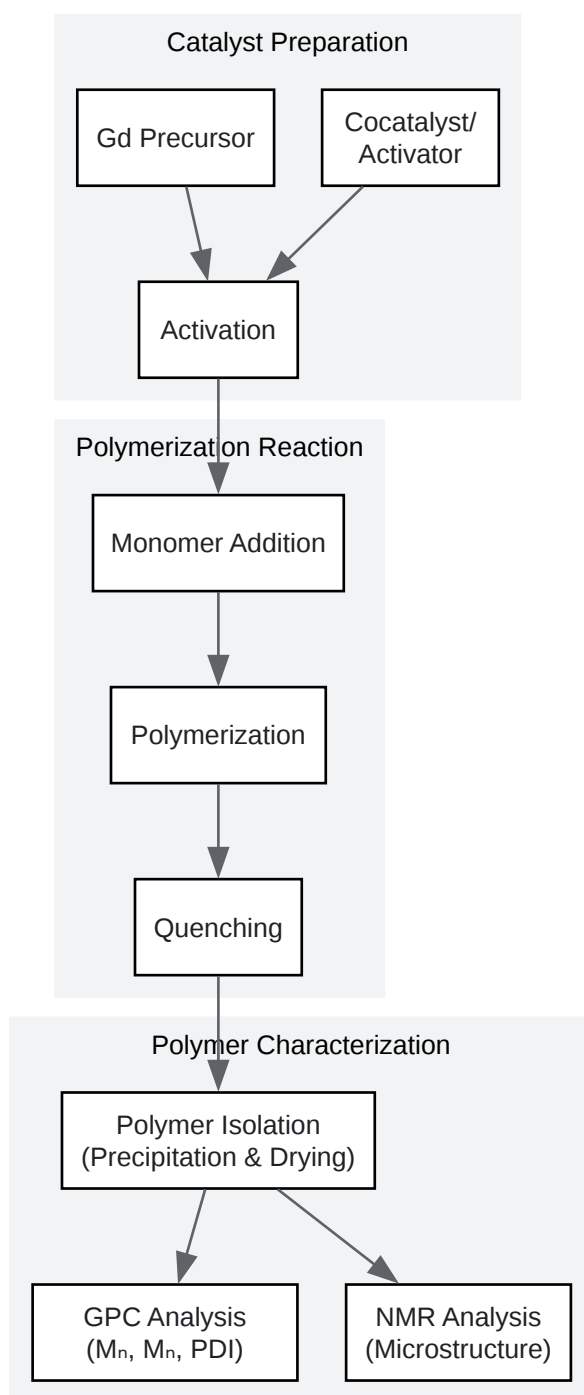 Catalyst Preparation
Gd Precursor
Cocatalyst/
Activator
Activation
Polymerization Reaction
Monomer Addition
Polymerization
Quenching
Polymer Characterization
Polymer Isolation
(Precipitation & Drying)
GPC Analysis
(Mₙ, Mₙ, PDI)
NMR Analysis
(Microstructure)